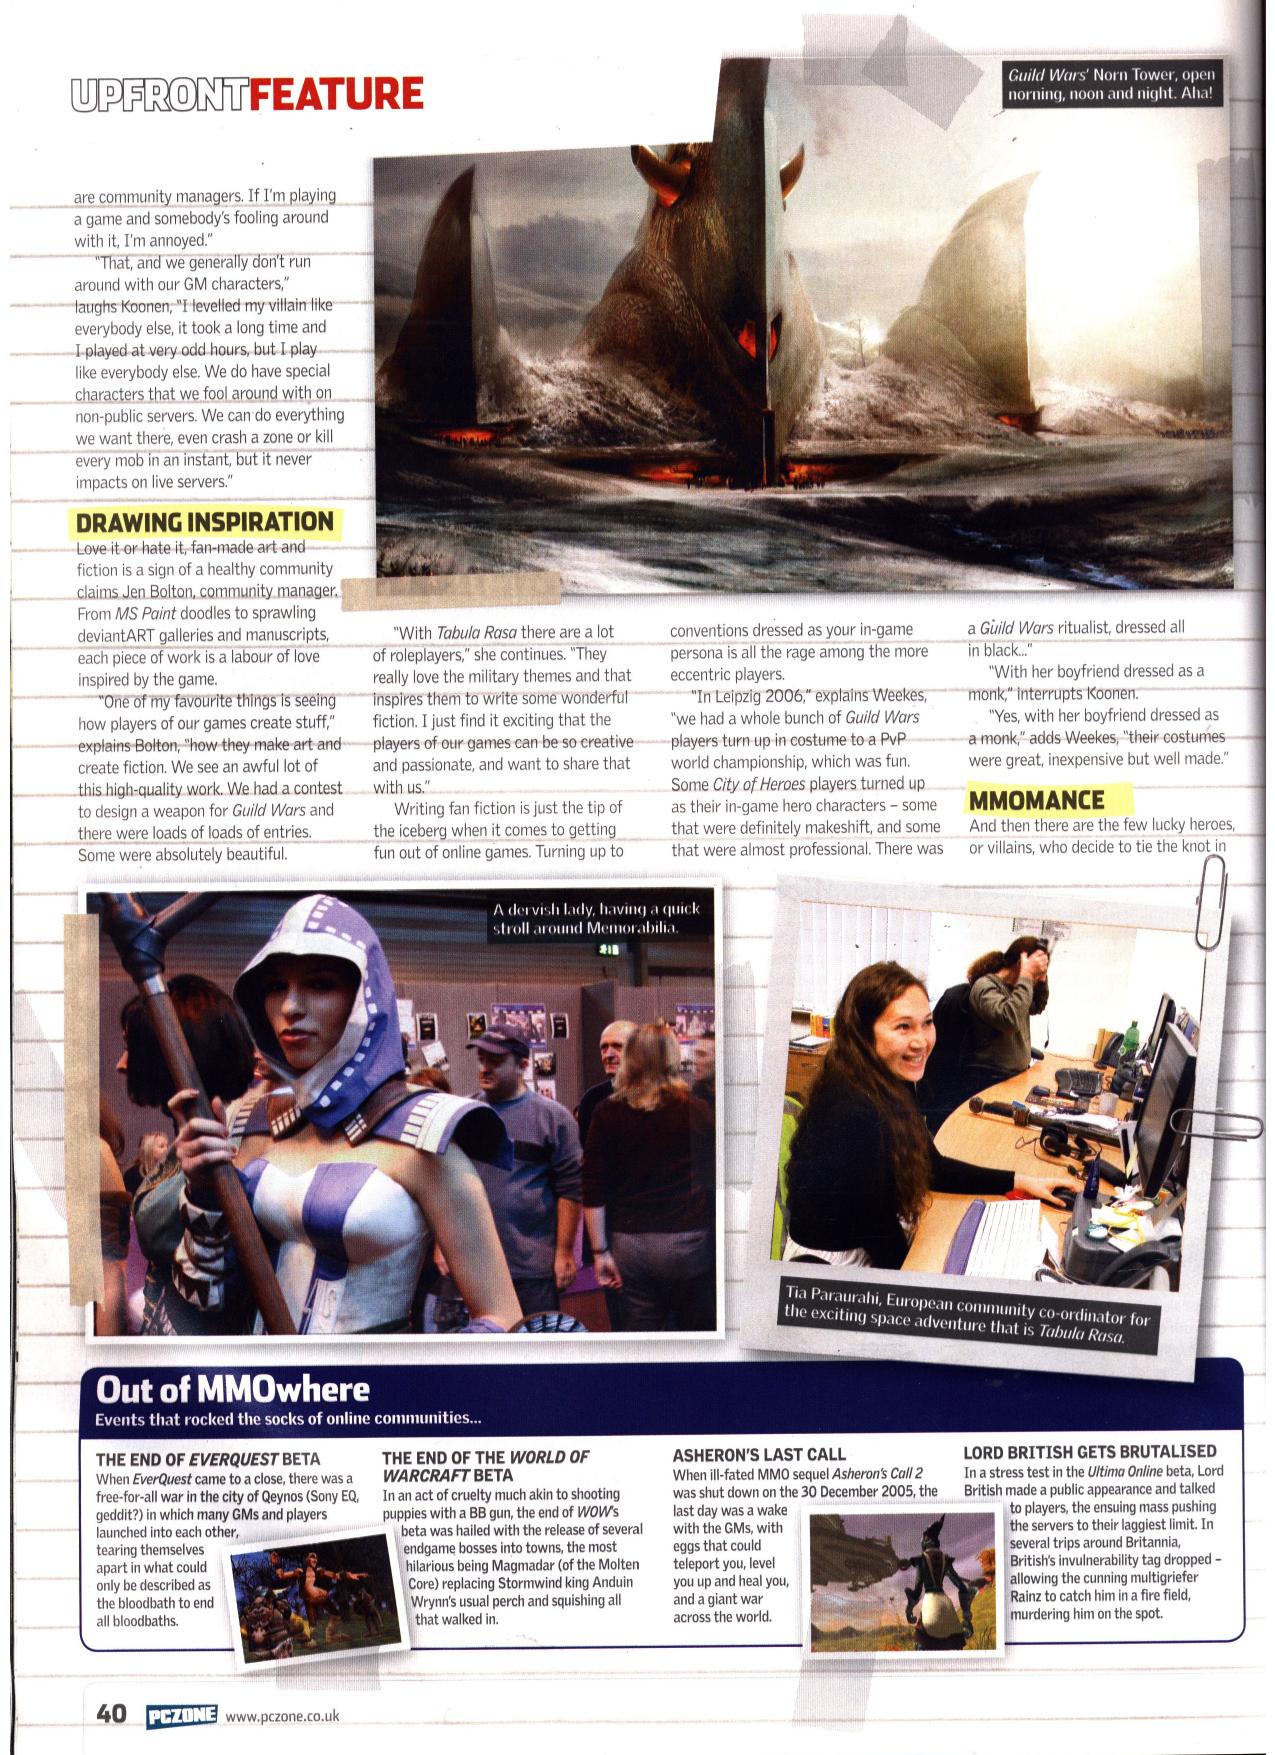 UPFRONTFEATURE
Guild Wars' Norn Tower, open
norning, noon and night. Aha!
are community managers. If I'm playing
a game and somebody's fooling around
with it, I'm annoyed."
"That, and we generally don't run
around with our GM characters,"
laughs Koonen, "I levelled my villain like
everybody else, it took a long time and
I played at very odd hours, but I play
like everybody else. We do have special
characters that we fool around with on
non-public servers. We can do everything
we want there, even crash a zone or kill
every mob in an instant, but it never
impacts on live servers."
DRAWING INSPIRATION
Love it or hate it, fan-made art and
fiction is a sign of a healthy community
claims Jen Bolton, community manager.
From MS Paint doodles to sprawling
deviantART galleries and manuscripts,
each piece of work is a labour of love
inspired by the game.
"One of my favourite things is seeing
how players of our games create stuff,"
explains Bolton, "how they make art and
create fiction. We see an awful lot of
this high-quality work. We had a contest
to design a weapon for Guild Wars and
there were loads of loads of entries.
Some were absolutely beautiful.
"With Tabula Rasa there are a lot
of roleplayers," she continues. "They
really love the military themes and that
inspires them to write some wonderful
fiction. I just find it exciting that the
players of our games can be so creative
and passionate, and want to share that
with us."
Writing fan fiction is just the tip of
the iceberg when it comes to getting
fun out of online games. Turning up to
conventions dressed as your in-game
persona is all the rage among the more
eccentric players.
"In Leipzig 2006," explains Weekes,
"we had a whole bunch of Guild Wars
players turn up in costume to a PvP
world championship, which was fun.
Some City of Heroes players turned up
as their in-game hero characters – some
that were definitely makeshift, and some
that were almost professional. There was
a Guild Wars ritualist, dressed all
in black..."
"With her boyfriend dressed as a
monk," interrupts Koonen.
"Yes, with her boyfriend dressed as
a monk," adds Weekes, "their costumes
were great, inexpensive but well made."
MMOMANCE
And then there are the few lucky heroes,
or villains, who decide to tie the knot in
A dervish lady, having a quick
stroll around Memorabilia.
Tia Paraurahi, European community co-ordinator for
the exciting space adventure that is Tabula Rasa.
Out of MMOwhere
Events that rocked the socks of online communities...
THE END OF EVERQUEST BETA
When EverQuest came to a close, there was a
free-for-all war in the city of Qeynos (Sony EQ,
geddit?) in which many GMs and players
launched into each other,
tearing themselves
apart in what could
only be described as
the bloodbath to end
all bloodbaths.
THE END OF THE WORLD OF
WARCRAFT BETA
In an act of cruelty much akin to shooting
puppies with a BB gun, the end of WOW's
beta was hailed with the release of several
endgame bosses into towns, the most
hilarious being Magmadar (of the Molten
Core) replacing Stormwind king Anduin
Wrynn's usual perch and squishing all
that walked in.
ASHERON'S LAST CALL
When ill-fated MMO sequel Asheron's Call 2
was shut down on the 30 December 2005, the
last day was a wake
with the GMs, with
eggs that could
teleport you, level
you up and heal you,
and a giant war
across the world.
LORD BRITISH GETS BRUTALISED
In a stress test in the Ultima Online beta, Lord
British made a public appearance and talked
to players, the ensuing mass pushing
the servers to their laggiest limit. In
several trips around Britannia,
British's invulnerability tag dropped –
allowing the cunning multigriefer
Rainz to catch him in a fire field,
murdering him on the spot.
40 PCZONE www.pczone.co.uk